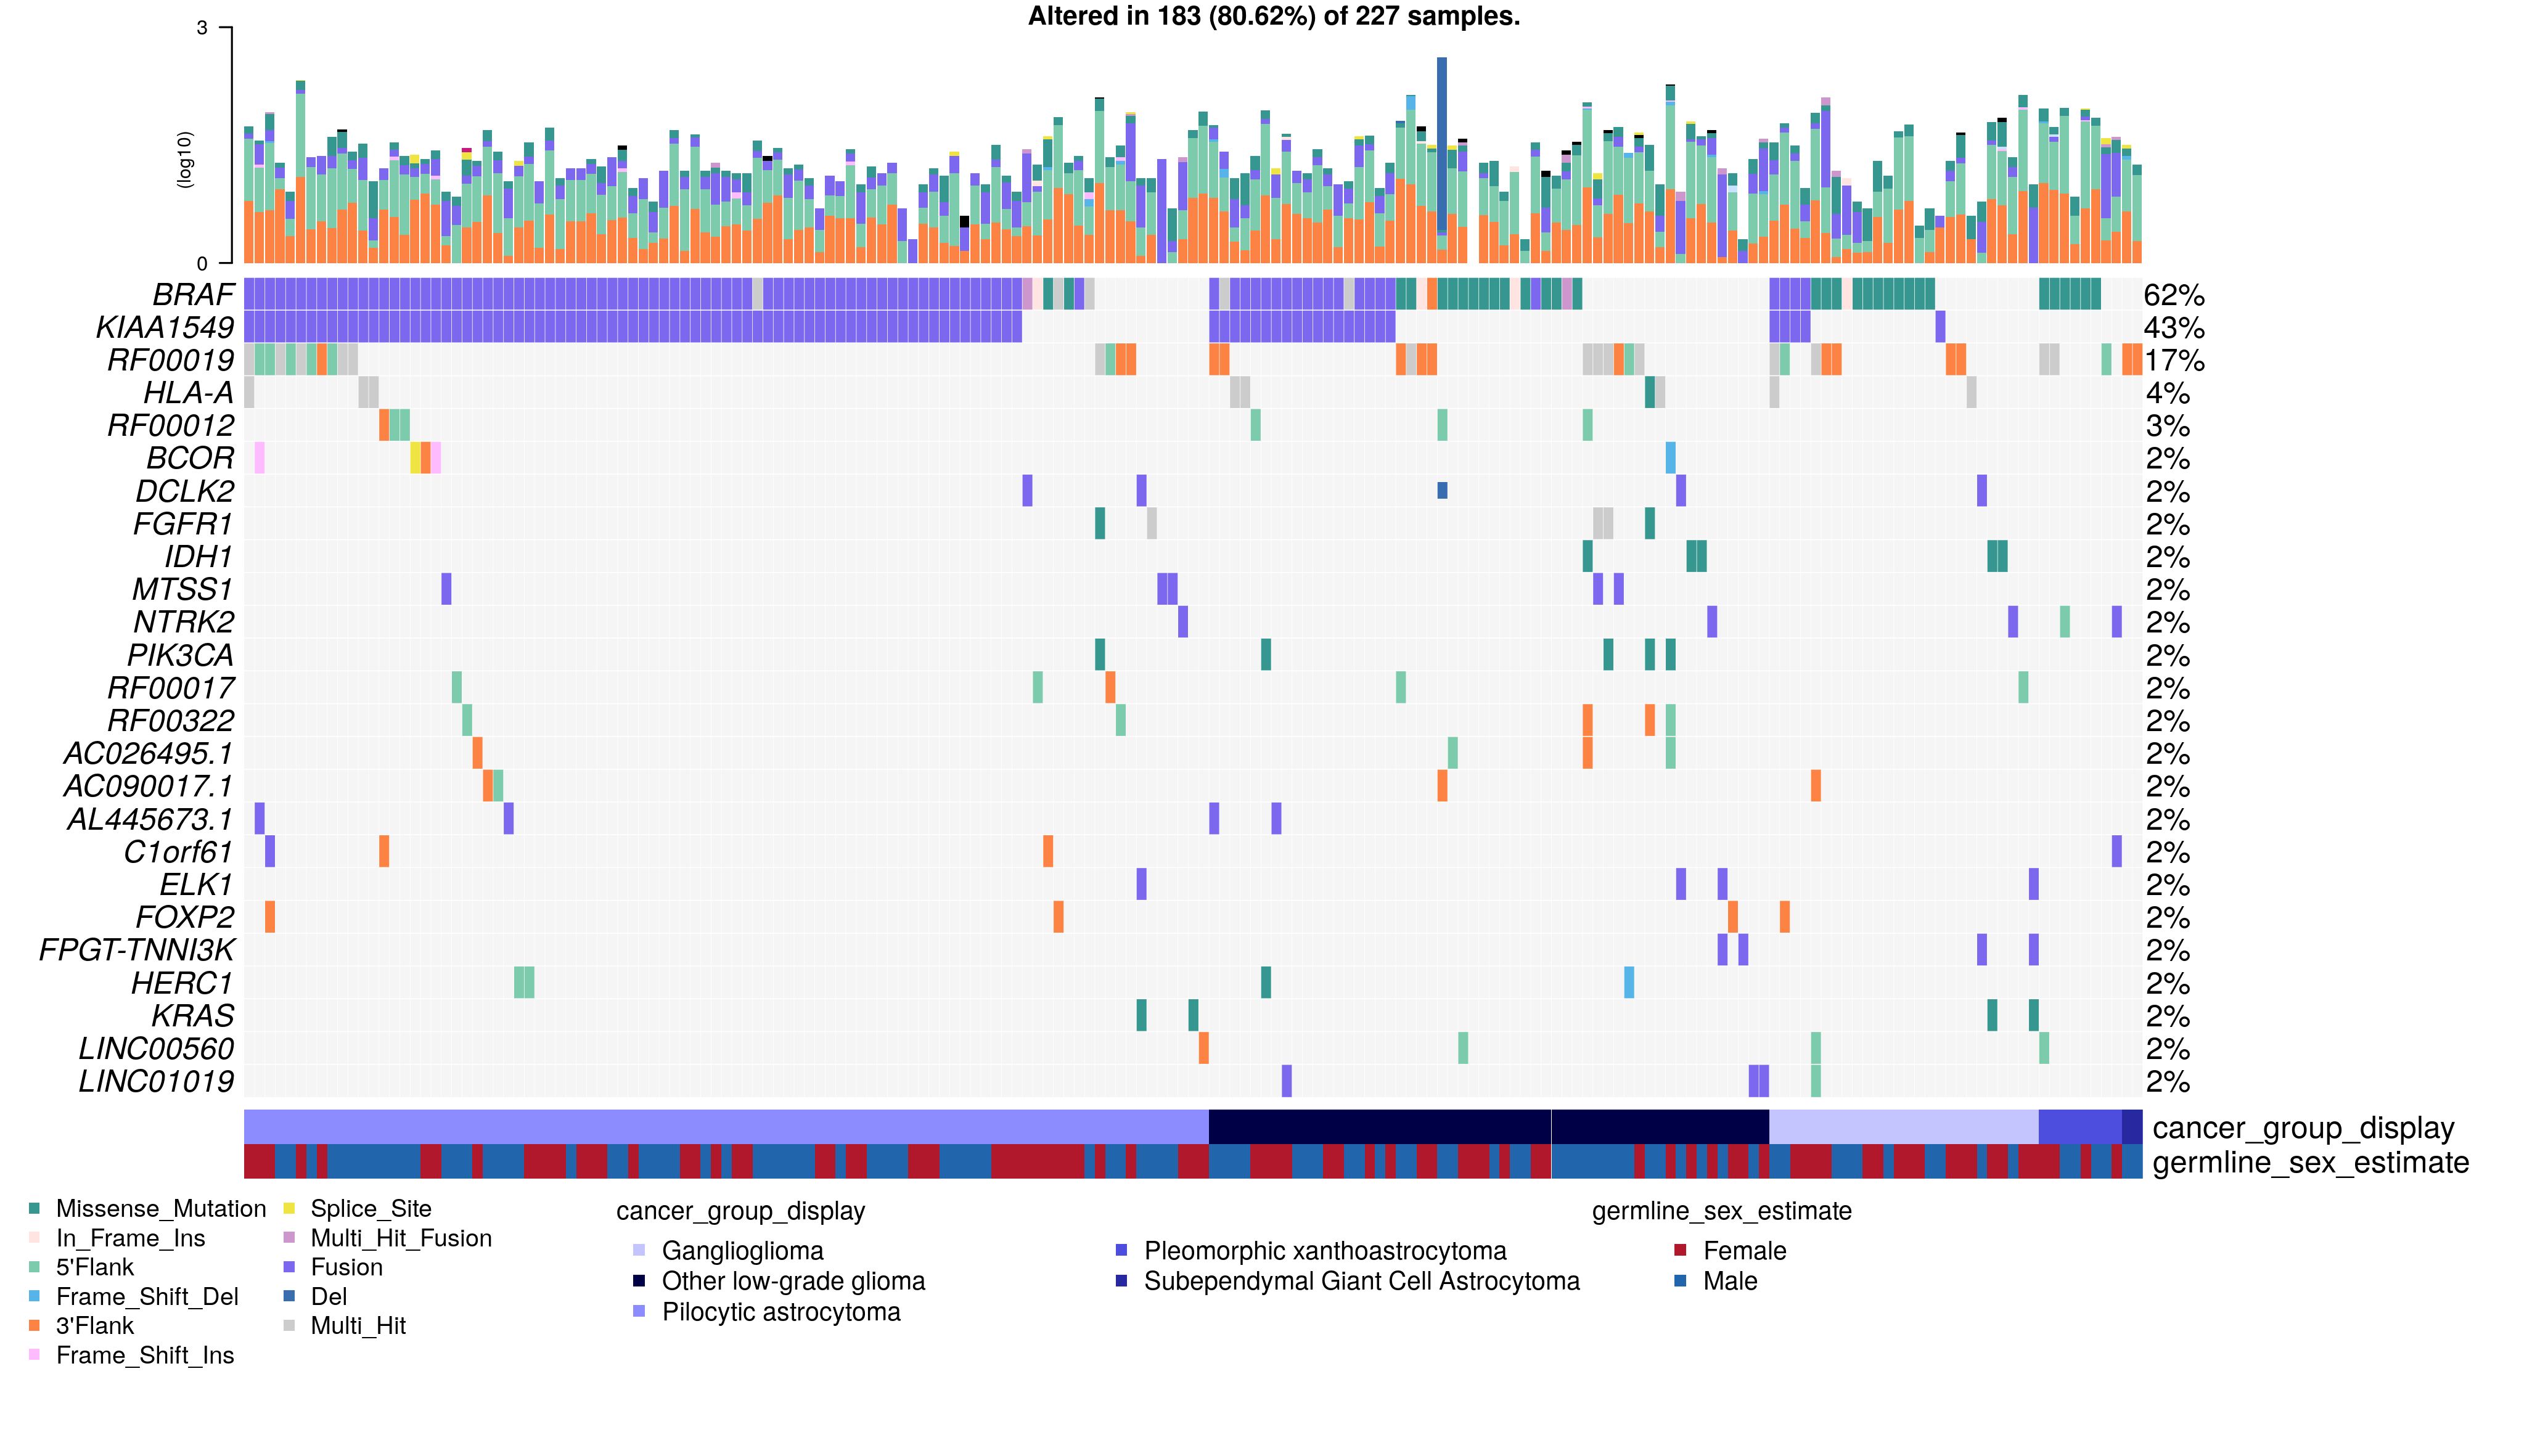 Altered in 183 (80.62%) of 227 samples.
3
(log10)
0
BRAF 62%
KIAA1549 43%
RF00019 17%
HLA-A 4%
RF00012 3%
BCOR 2%
DCLK2 2%
FGFR1 2%
IDH1 2%
MTSS1 2%
NTRK2 2%
PIK3CA 2%
RF00017 2%
RF00322 2%
AC026495.1 2%
AC090017.1 2%
AL445673.1 2%
C1orf61 2%
ELK1 2%
FOXP2 2%
FPGT-TNNI3K 2%
HERC1 2%
KRAS 2%
LINC00560 2%
LINC01019 2%
cancer_group_display
germline_sex_estimate
Missense_Mutation
In_Frame_Ins
5'Flank
Frame_Shift_Del
3'Flank
Frame_Shift_Ins
Splice_Site
Multi_Hit_Fusion
Fusion
Del
Multi_Hit
cancer_group_display
Ganglioglioma
Other low-grade glioma
Pilocytic astrocytoma
Pleomorphic xanthoastrocytoma
Subependymal Giant Cell Astrocytoma
germline_sex_estimate
Female
Male